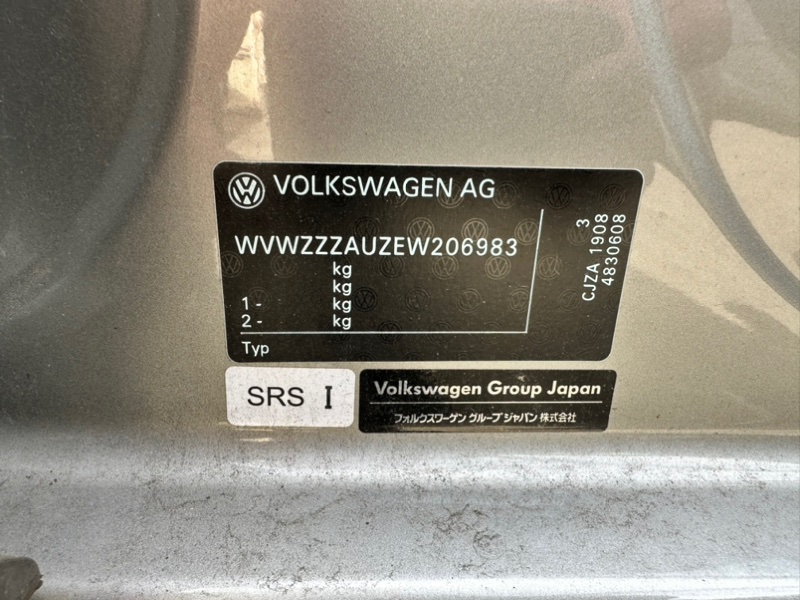 VOLKSWAGEN AG
WVWZZZAUZEW206983
kg
kg
1 - kg
2 - kg
Typ
3
CJZA 1908
4830608
SRS I
Volkswagen Group Japan
フォルクスワーゲン グループ ジャパン 株式会社